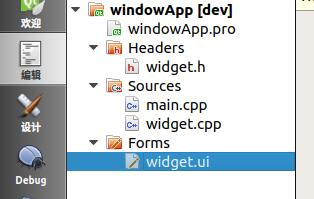 欢迎
编辑
设计
Debug
windowApp [dev]
windowApp.pro
Headers
widget.h
Sources
main.cpp
widget.cpp
Forms
widget.ui